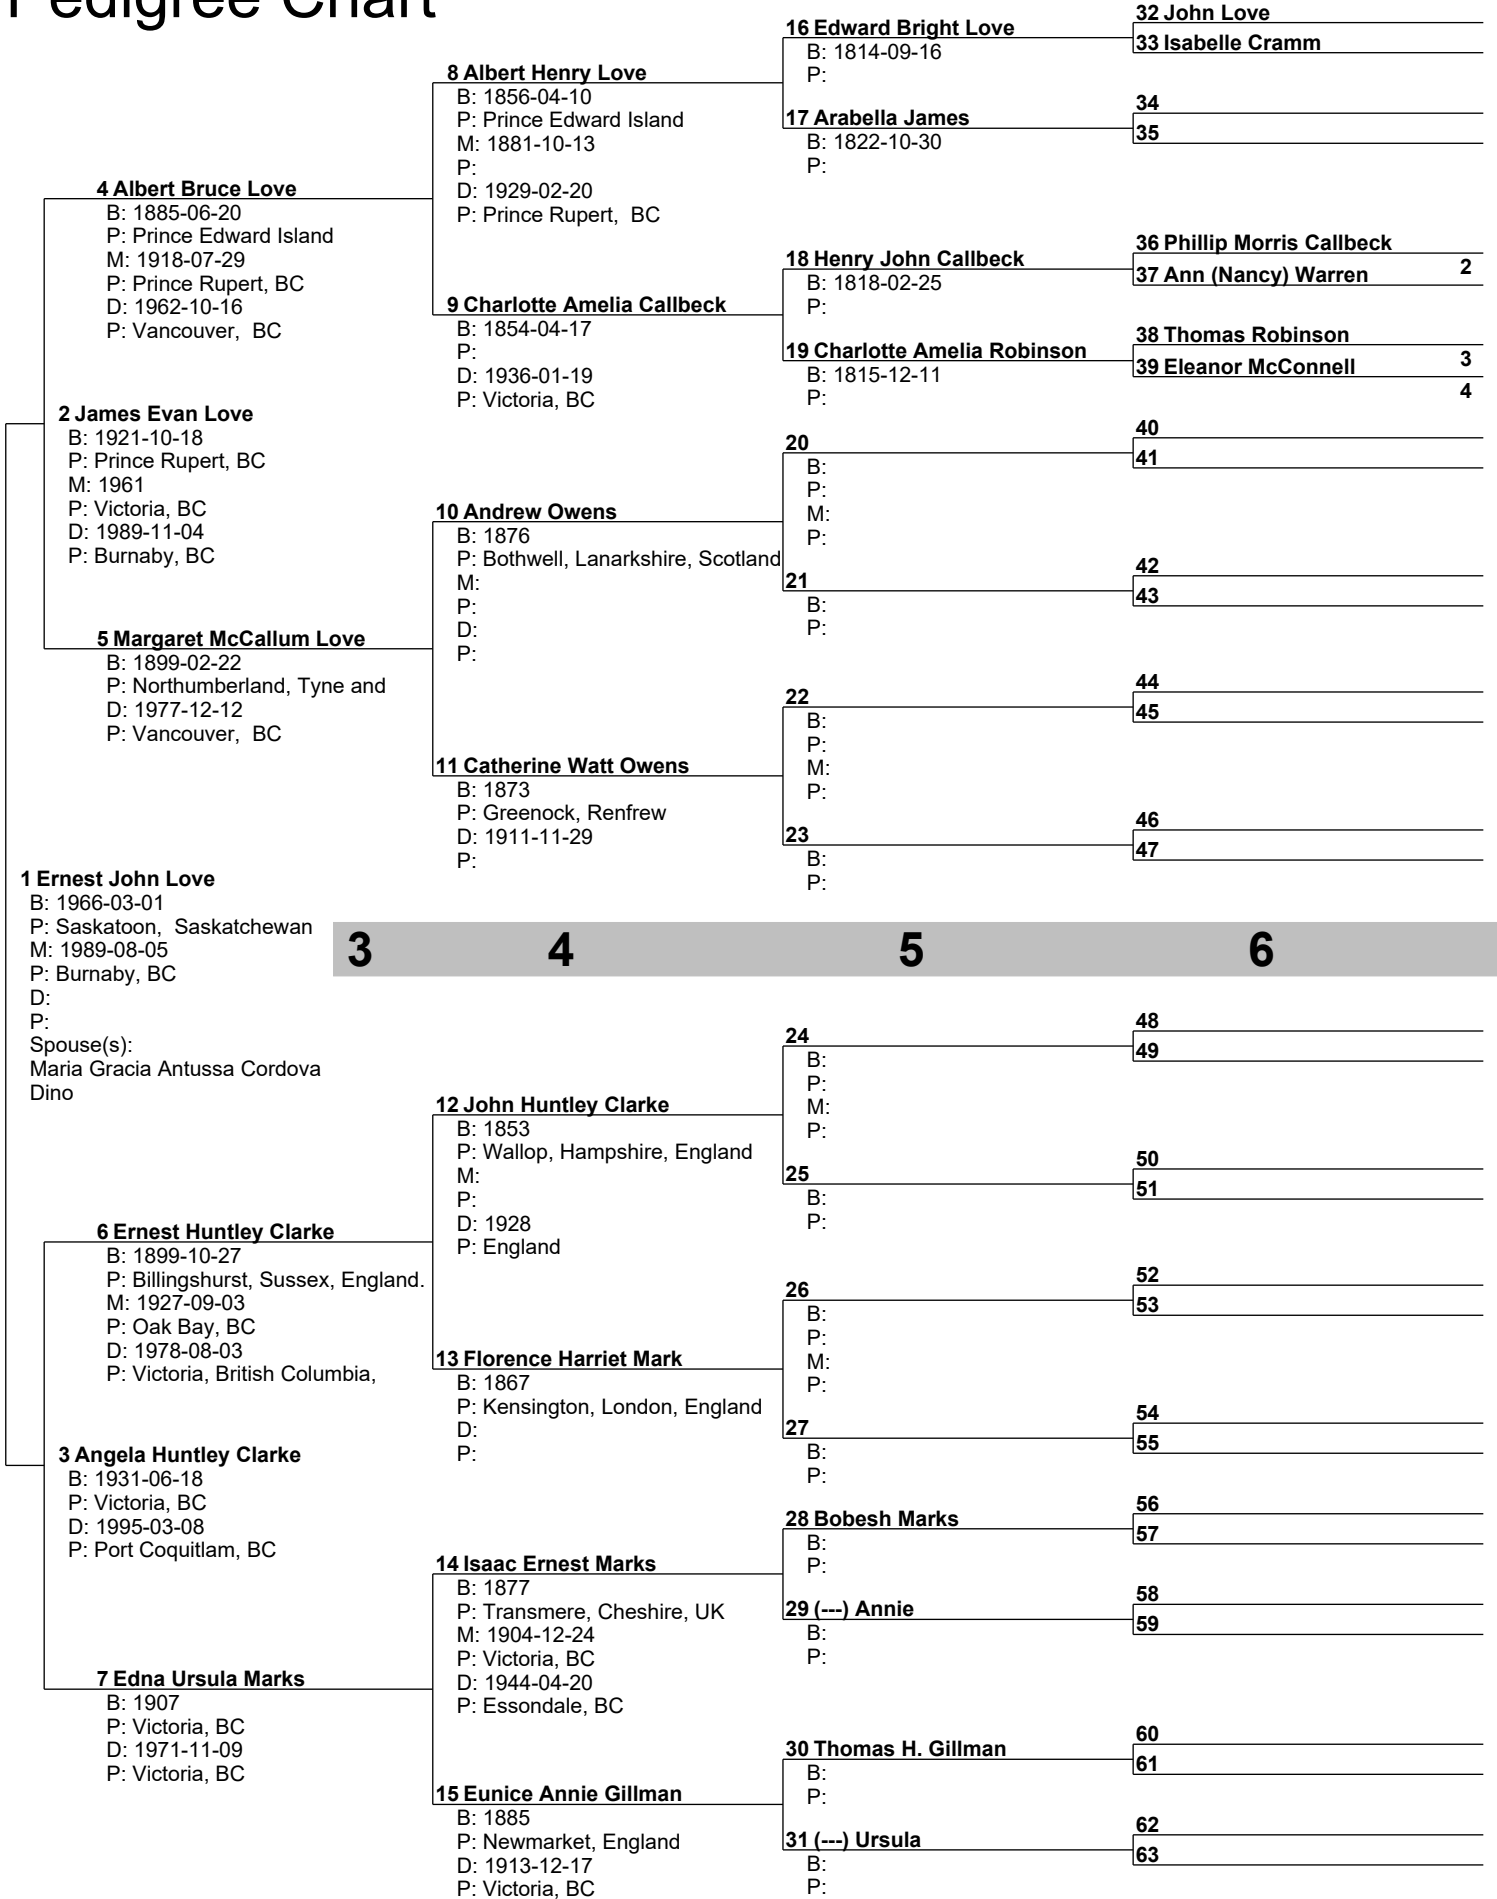 Pedigree Chart
32 John Love
16 Edward Bright Love
33 Isabelle Cramm
B: 1814-09-16
P:
8 Albert Henry Love
B: 1856-04-10
P: Prince Edward Island
M: 1881-10-13
P:
D: 1929-02-20
P: Prince Rupert, BC
34
17 Arabella James
35
B: 1822-10-30
P:
4 Albert Bruce Love
B: 1885-06-20
P: Prince Edward Island
M: 1918-07-29
P: Prince Rupert, BC
D: 1962-10-16
P: Vancouver, BC
36 Phillip Morris Callbeck
18 Henry John Callbeck
2
37 Ann (Nancy) Warren
B: 1818-02-25
P:
9 Charlotte Amelia Callbeck
B: 1854-04-17
P:
D: 1936-01-19
P: Victoria, BC
38 Thomas Robinson
19 Charlotte Amelia Robinson
3
39 Eleanor McConnell
B: 1815-12-11
4
P:
2 James Evan Love
B: 1921-10-18
P: Prince Rupert, BC
M: 1961
P: Victoria, BC
D: 1989-11-04
P: Burnaby, BC
40
20
41
B:
P:
M:
P:
10 Andrew Owens
B: 1876
P: Bothwell, Lanarkshire, Scotland
M:
P:
D:
P:
42
21
43
B:
P:
5 Margaret McCallum Love
B: 1899-02-22
P: Northumberland, Tyne and
D: 1977-12-12
P: Vancouver, BC
44
22
45
B:
P:
M:
P:
11 Catherine Watt Owens
B: 1873
P: Greenock, Renfrew
D: 1911-11-29
P:
46
23
47
B:
P:
1 Ernest John Love
B: 1966-03-01
P: Saskatoon, Saskatchewan
M: 1989-08-05
P: Burnaby, BC
D:
P:
Spouse(s):
Maria Gracia Antussa Cordova
Dino
3 4 5 6
48
24
49
B:
P:
M:
P:
12 John Huntley Clarke
B: 1853
P: Wallop, Hampshire, England
M:
P:
D: 1928
P: England
50
25
51
B:
P:
6 Ernest Huntley Clarke
B: 1899-10-27
P: Billingshurst, Sussex, England.
M: 1927-09-03
P: Oak Bay, BC
D: 1978-08-03
P: Victoria, British Columbia,
52
26
53
B:
P:
M:
P:
13 Florence Harriet Mark
B: 1867
P: Kensington, London, England
D:
P:
54
27
55
B:
P:
3 Angela Huntley Clarke
B: 1931-06-18
P: Victoria, BC
D: 1995-03-08
P: Port Coquitlam, BC
56
28 Bobesh Marks
57
B:
P:
14 Isaac Ernest Marks
B: 1877
P: Transmere, Cheshire, UK
M: 1904-12-24
P: Victoria, BC
D: 1944-04-20
P: Essondale, BC
58
29 (---) Annie
59
B:
P:
7 Edna Ursula Marks
B: 1907
P: Victoria, BC
D: 1971-11-09
P: Victoria, BC
60
30 Thomas H. Gillman
61
B:
P:
15 Eunice Annie Gillman
B: 1885
P: Newmarket, England
D: 1913-12-17
P: Victoria, BC
62
31 (---) Ursula
63
B:
P: